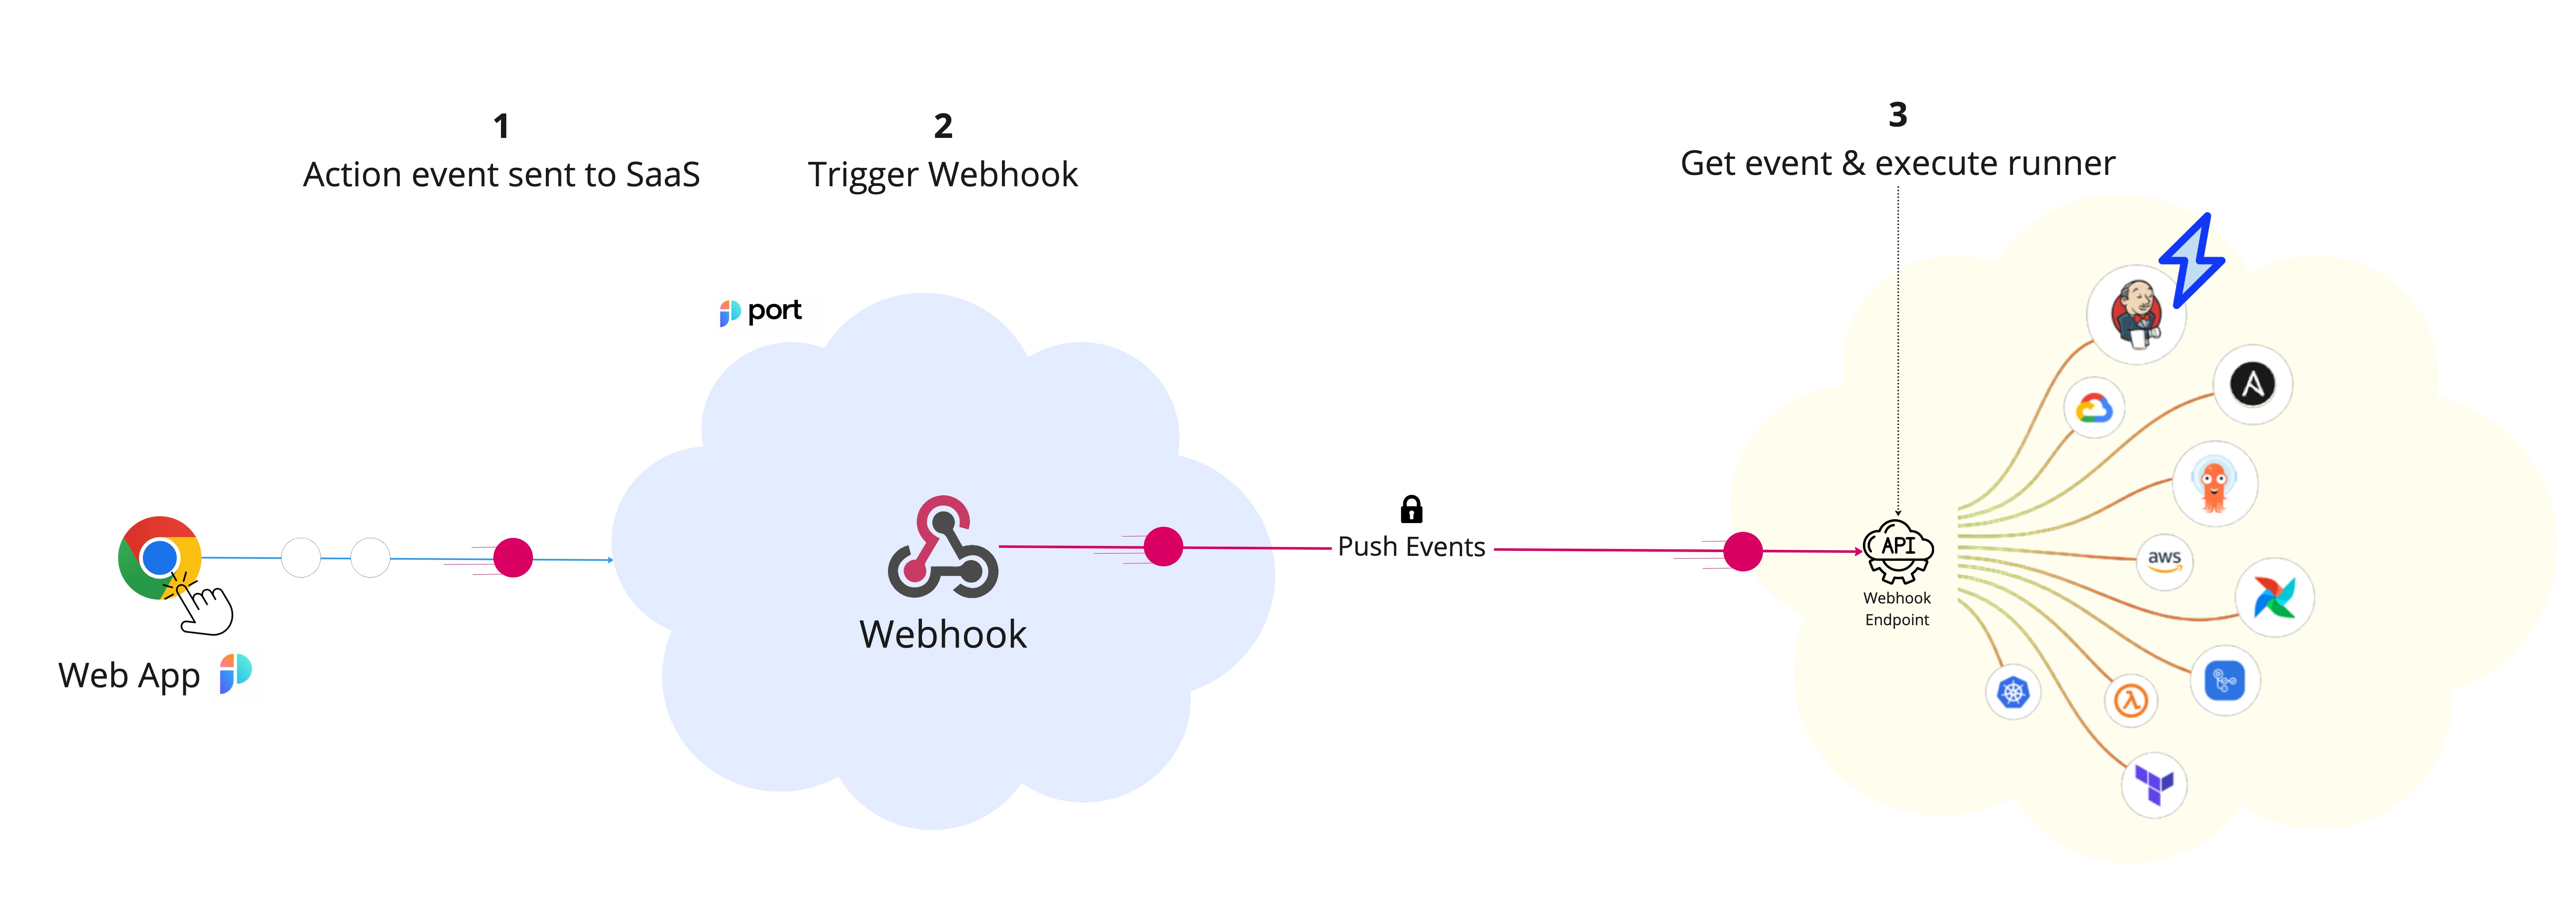 1
Action event sent to SaaS
2
Trigger Webhook
3
Get event & execute runner
port
Web App
Webhook
Push Events
API
Webhook
Endpoint
aws